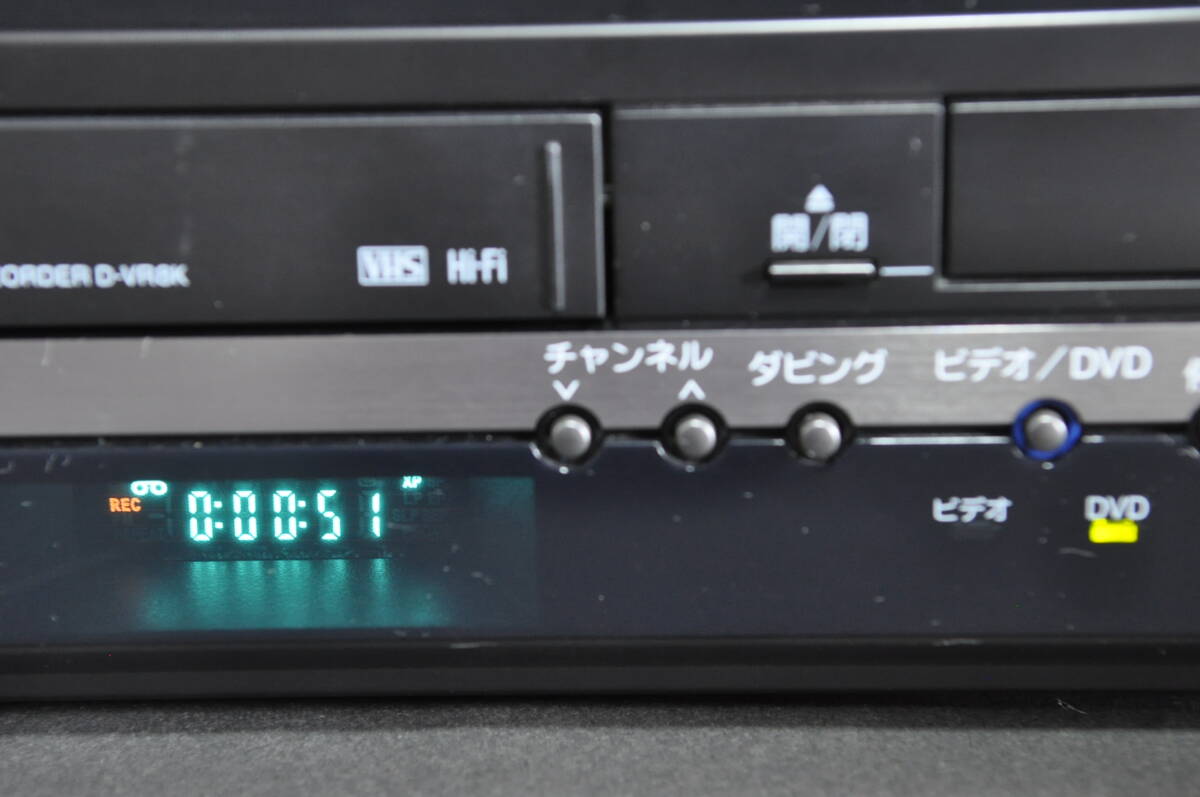 CORDER D-VR8K
VHS Hi-Fi
開/閉
チャンネル
ダビング
ビデオ/DVD
REC
0:00:51
XP
ビデオ
DVD